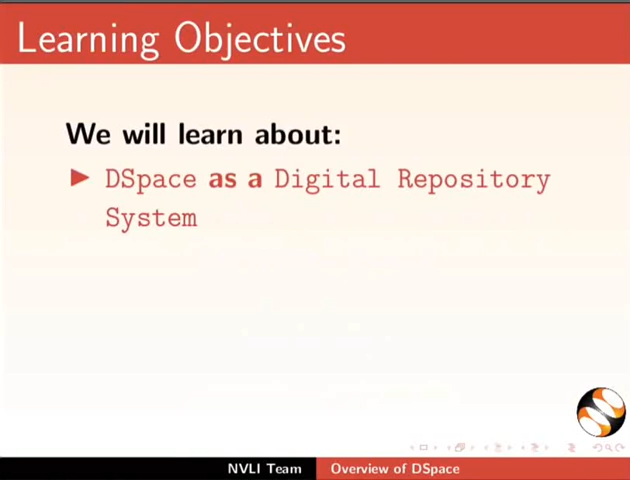 Learning Objectives
We will learn about:
DSpace as a Digital Repository
System
NVLI Team
Overview of DSpace